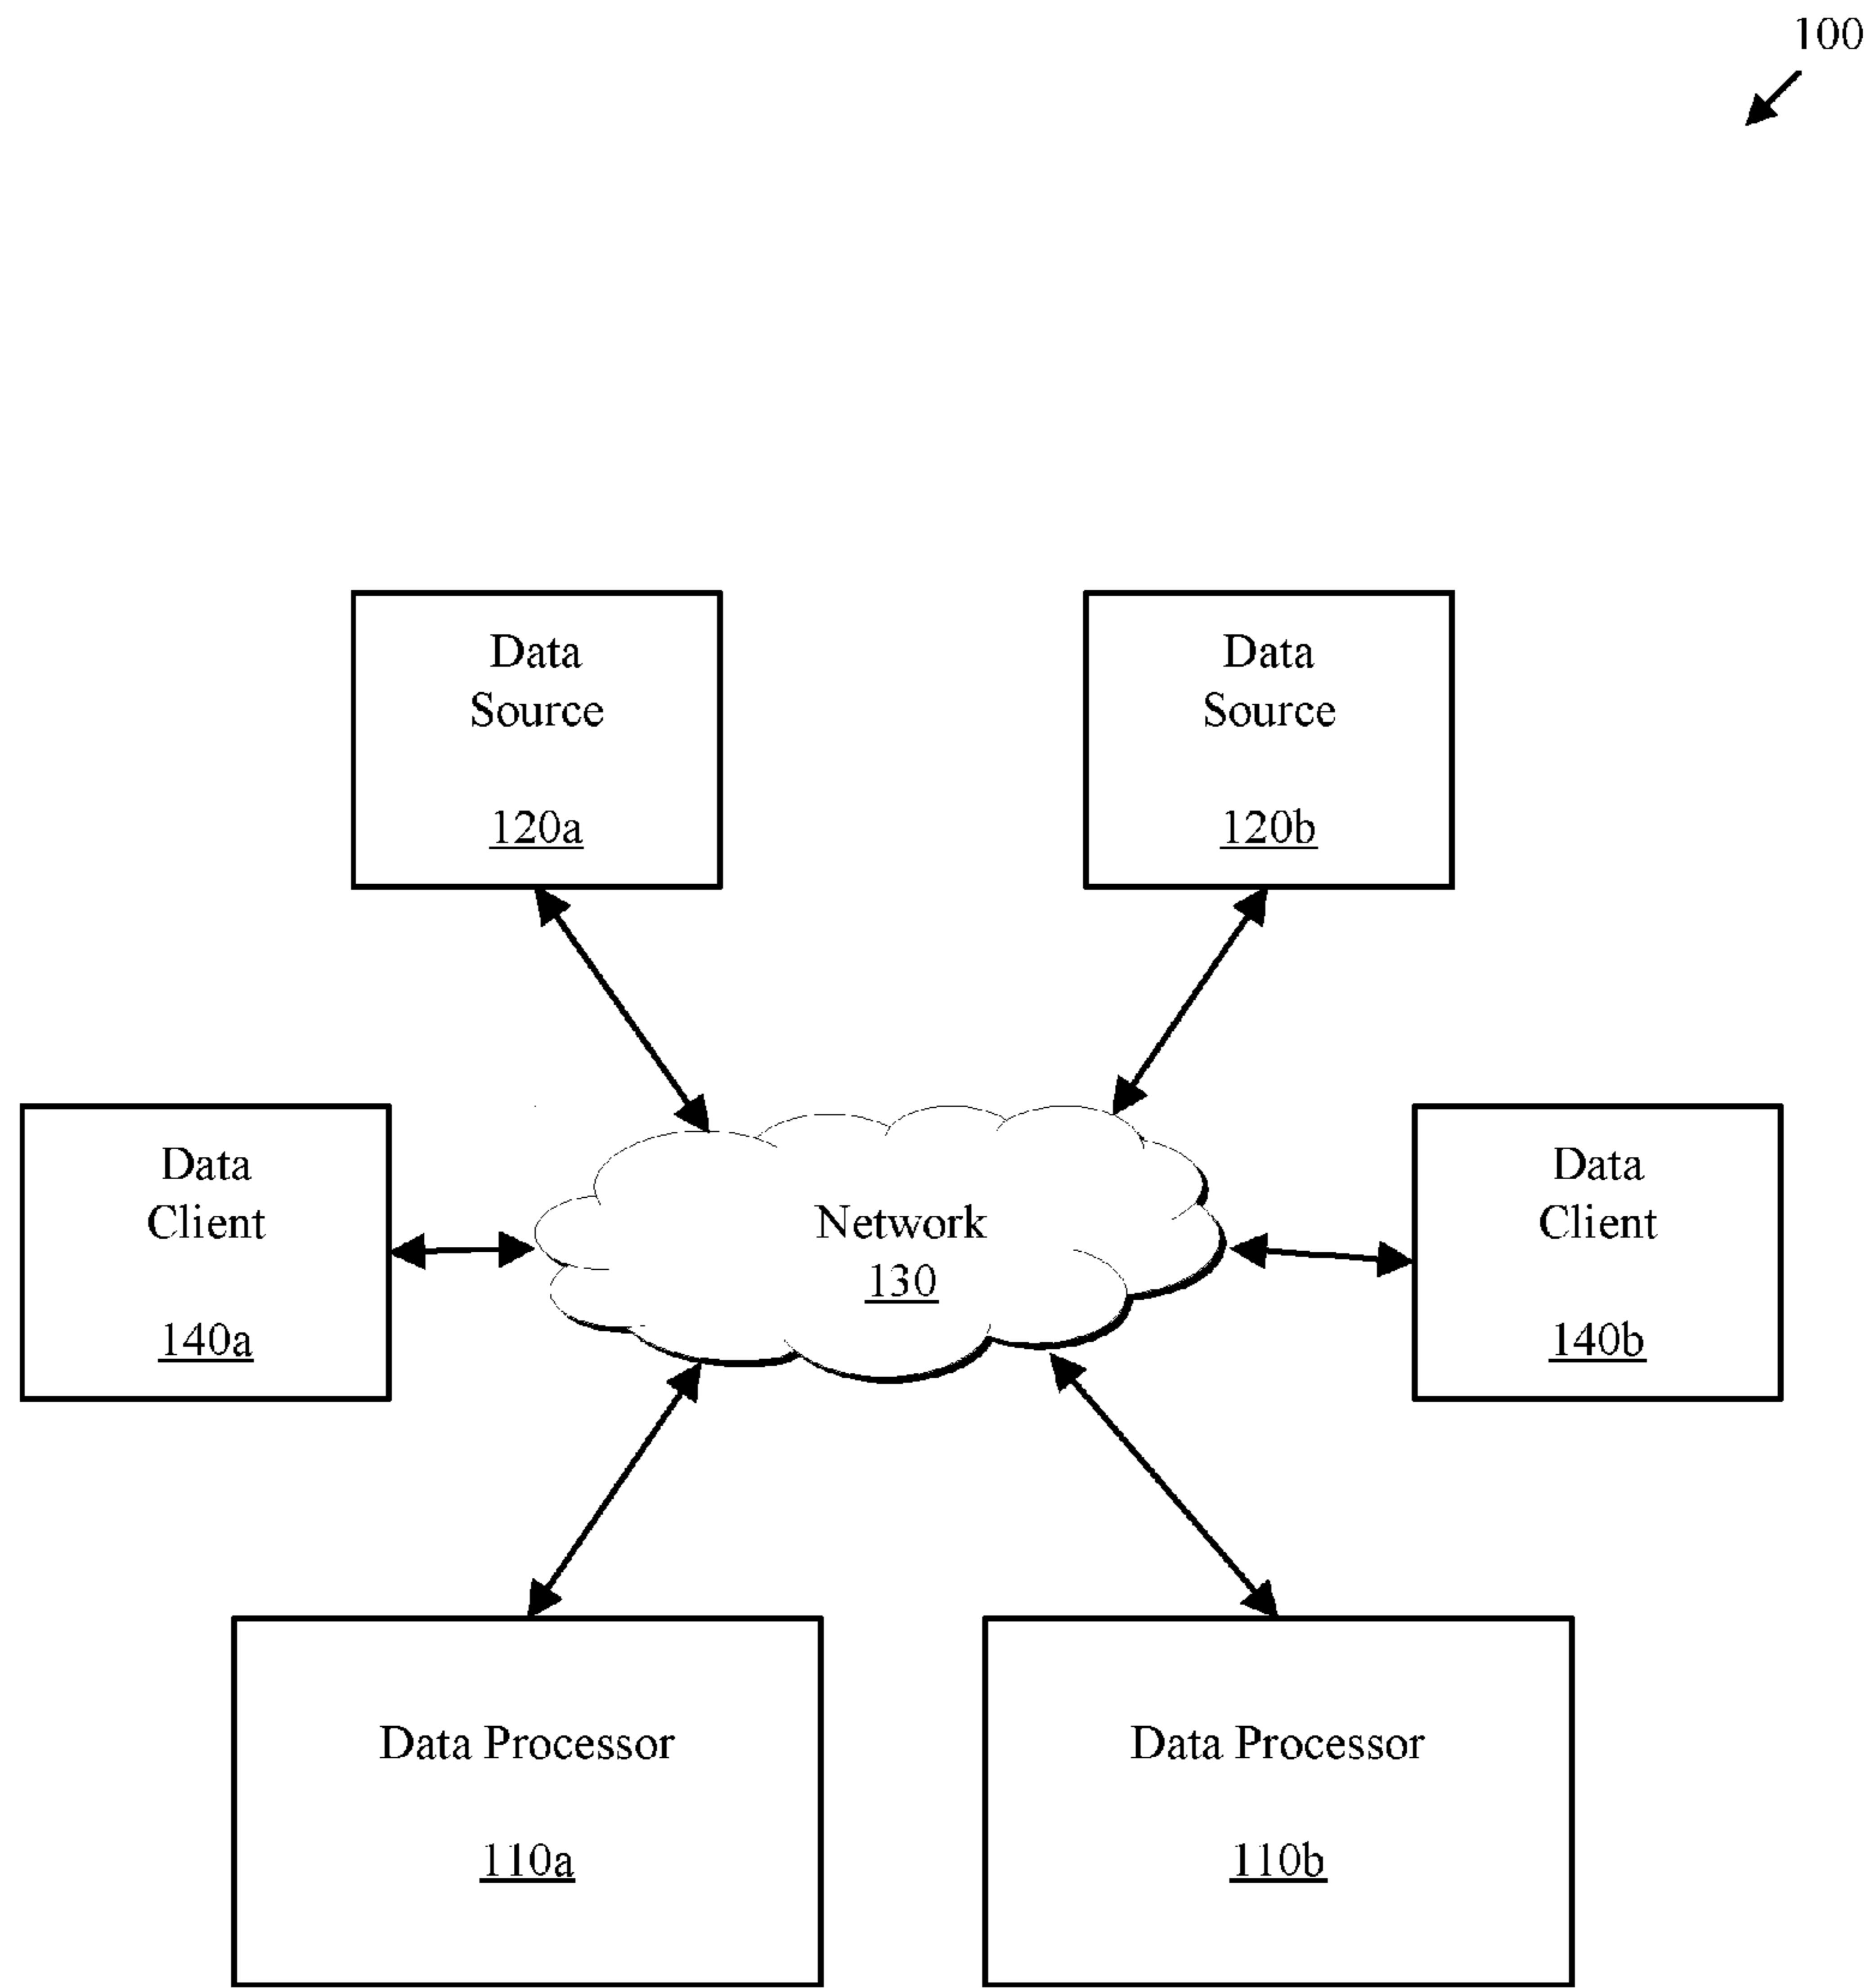 100
Data
Source
120a
Data
Source
120b
Data
Client
140a
Network
130
Data
Client
140b
Data Processor
110a
Data Processor
110b